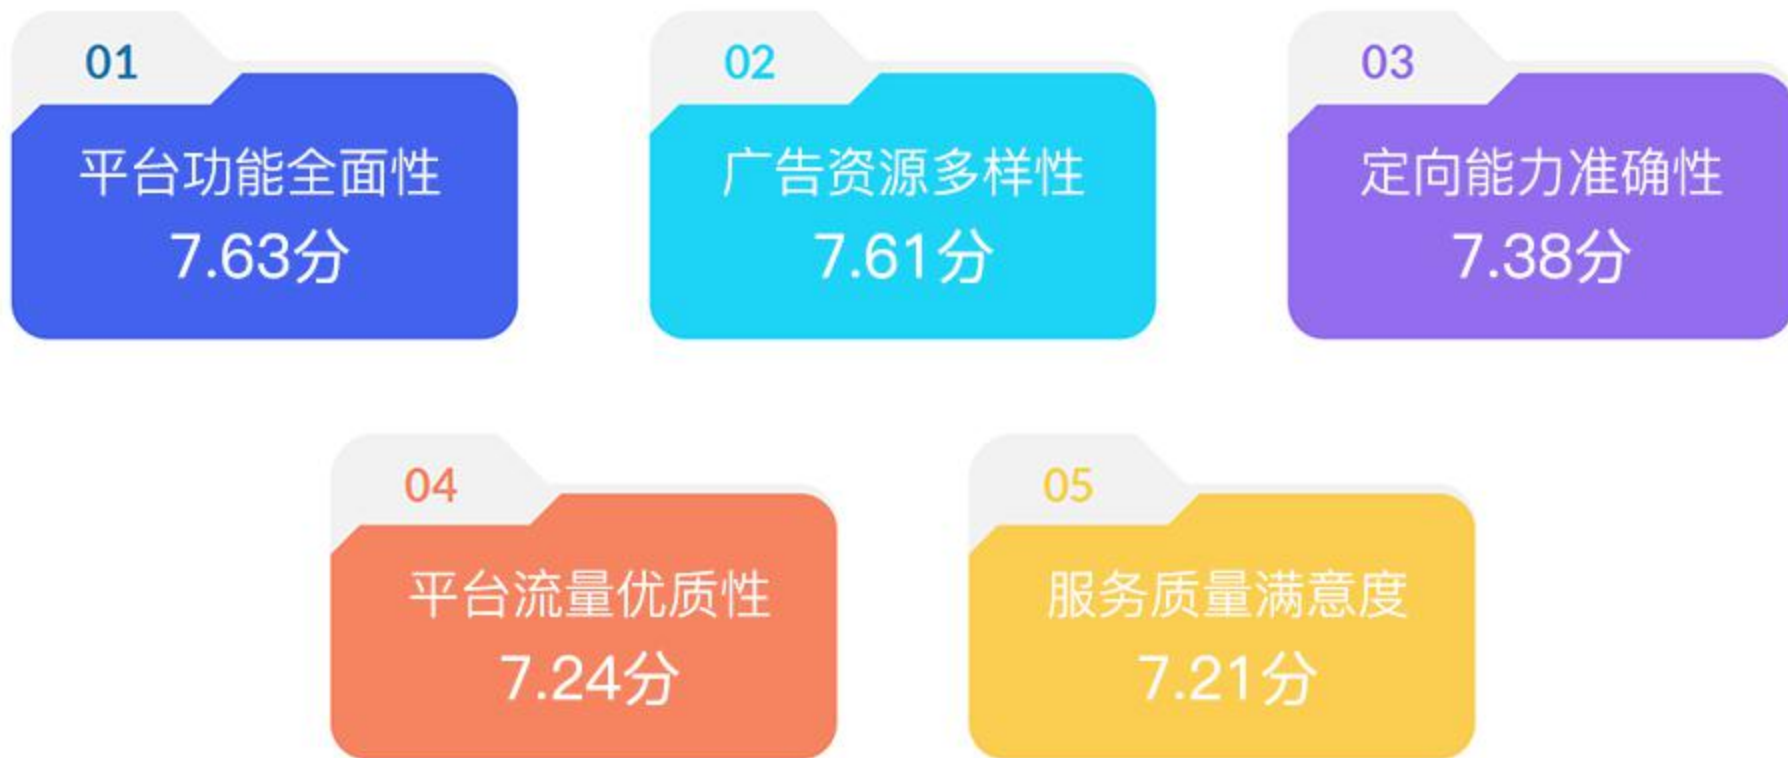 01
平台功能全面性
7.63分
02
广告资源多样性
7.61分
03
定向能力准确性
7.38分
04
平台流量优质性
7.24分
05
服务质量满意度
7.21分